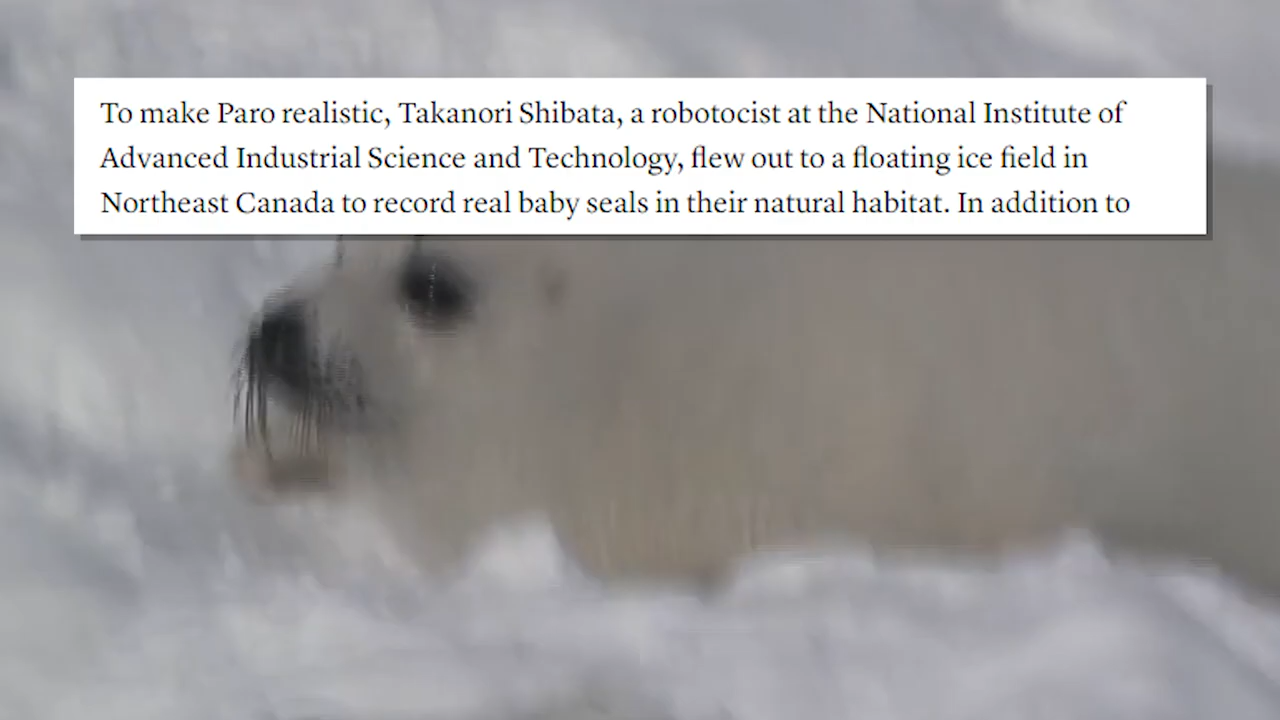 To make Paro realistic, Takanori Shibata, a robotocist at the National Institute of
Advanced Industrial Science and Technology, flew out to a floating ice field in
Northeast Canada to record real baby seals in their natural habitat. In addition to